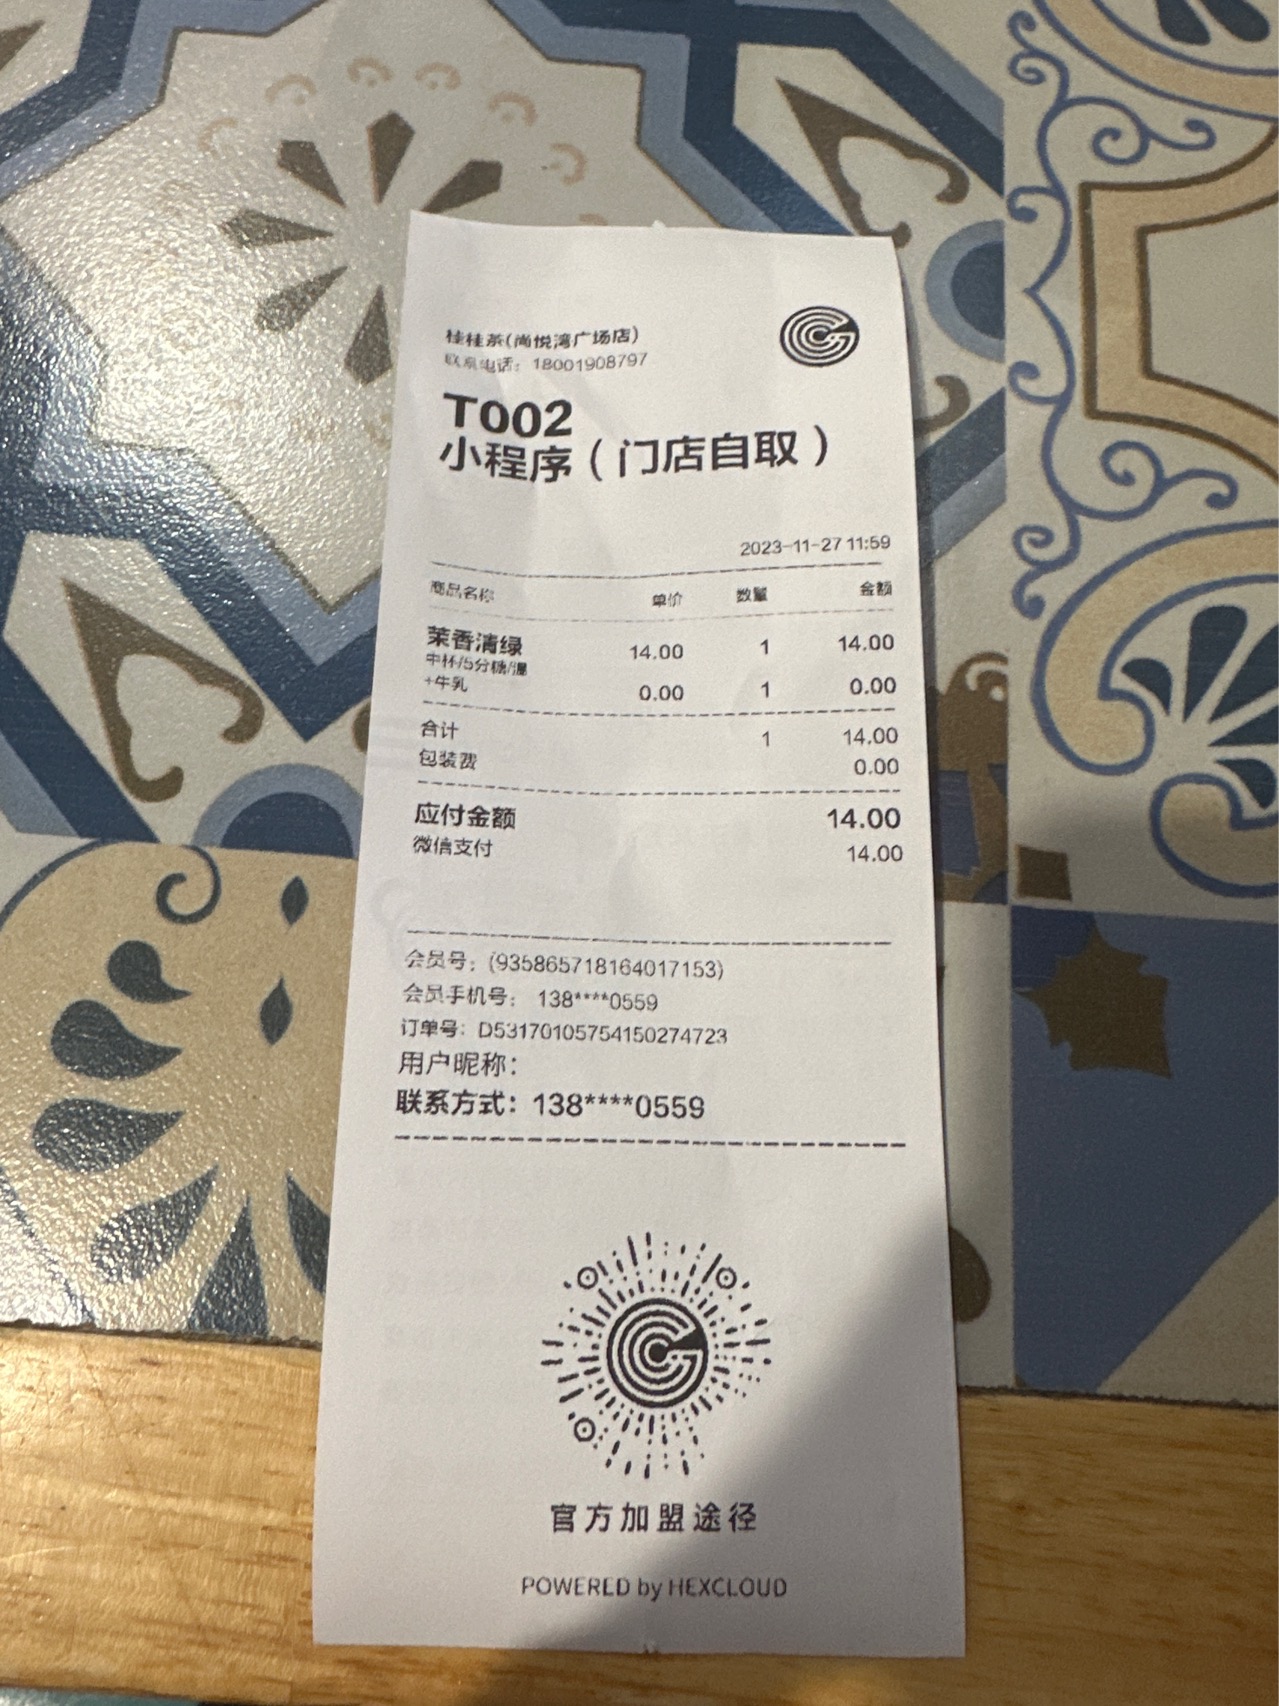 桂桂茶(尚悦湾广场店)
联系电话：18001908797
T002
小程序（门店自取）
2023-11-27 11:59
商品名称 单价 数量 金额
茉香清绿 14.00 1 14.00
中杯/5分糖/温
+牛乳 0.00 1 0.00
合计 1 14.00
包装费 0.00
应付金额 14.00
微信支付 14.00
会员号：(935865718164017153)
会员手机号： 138****0559
订单号：D53170105754150274723
用户昵称：
联系方式：138****0559
官方加盟途径
POWERED by HEXCLOUD